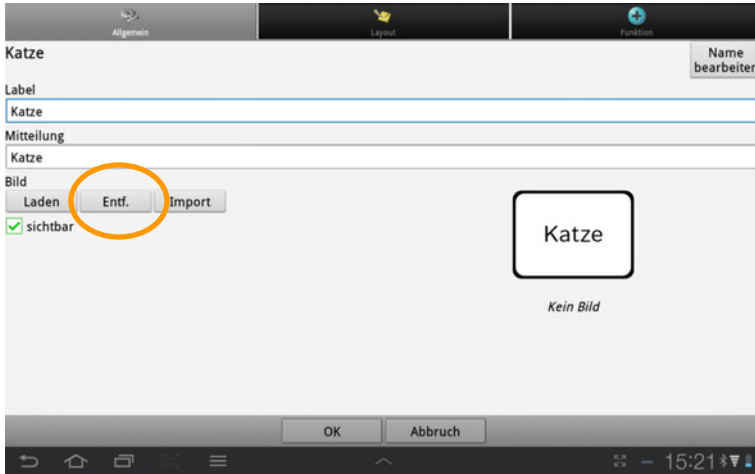 Allgemein
Layout
Funktion
Katze
Name
bearbeiten
Label
Katze
Mitteilung
Katze
Bild
Laden
Entf.
Import
sichtbar
Katze
Kein Bild
OK
Abbruch
15:21